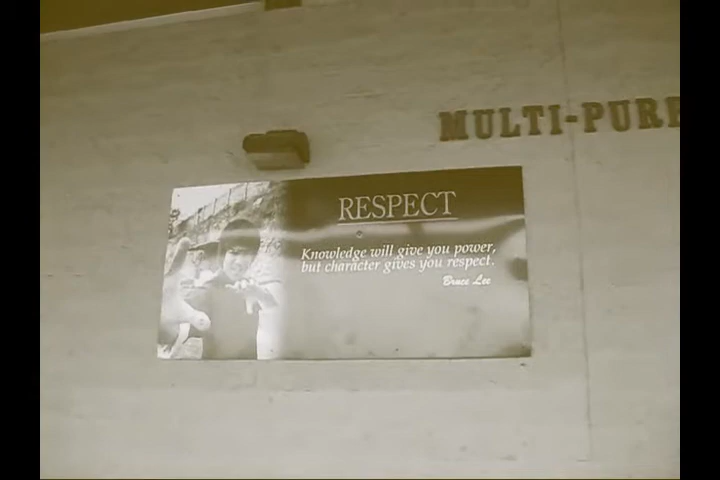 MULTI-PURP
RESPECT
Knowledge will give you power,
but character gives you respect.
Bruce Lee